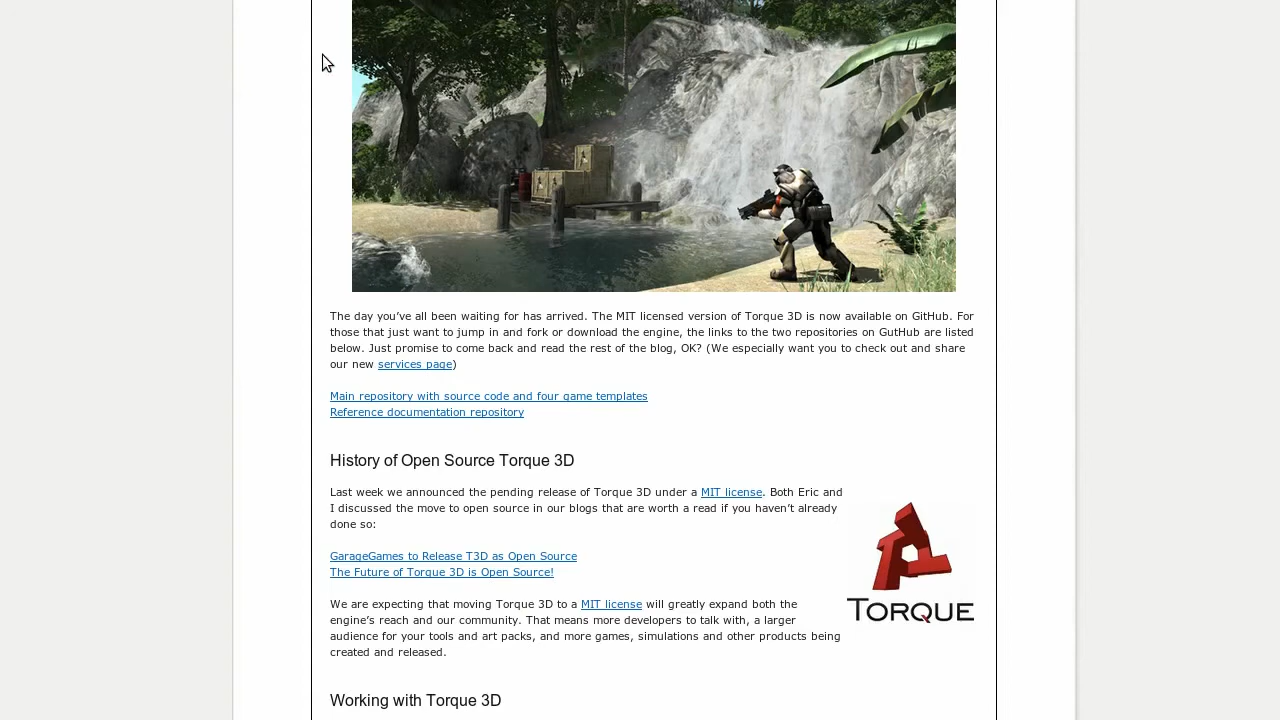 The day you’ve all been waiting for has arrived. The MIT licensed version of Torque 3D is now available on GitHub. For
those that just want to jump in and fork or download the engine, the links to the two repositories on GutHub are listed
below. Just promise to come back and read the rest of the blog, OK? (We especially want you to check out and share
our new services page)
Main repository with source code and four game templates
Reference documentation repository
History of Open Source Torque 3D
Last week we announced the pending release of Torque 3D under a MIT license. Both Eric and
I discussed the move to open source in our blogs that are worth a read if you haven’t already
done so:
GarageGames to Release T3D as Open Source
The Future of Torque 3D is Open Source!
We are expecting that moving Torque 3D to a MIT license will greatly expand both the
engine’s reach and our community. That means more developers to talk with, a larger
audience for your tools and art packs, and more games, simulations and other products being
created and released.
TORQUE
Working with Torque 3D